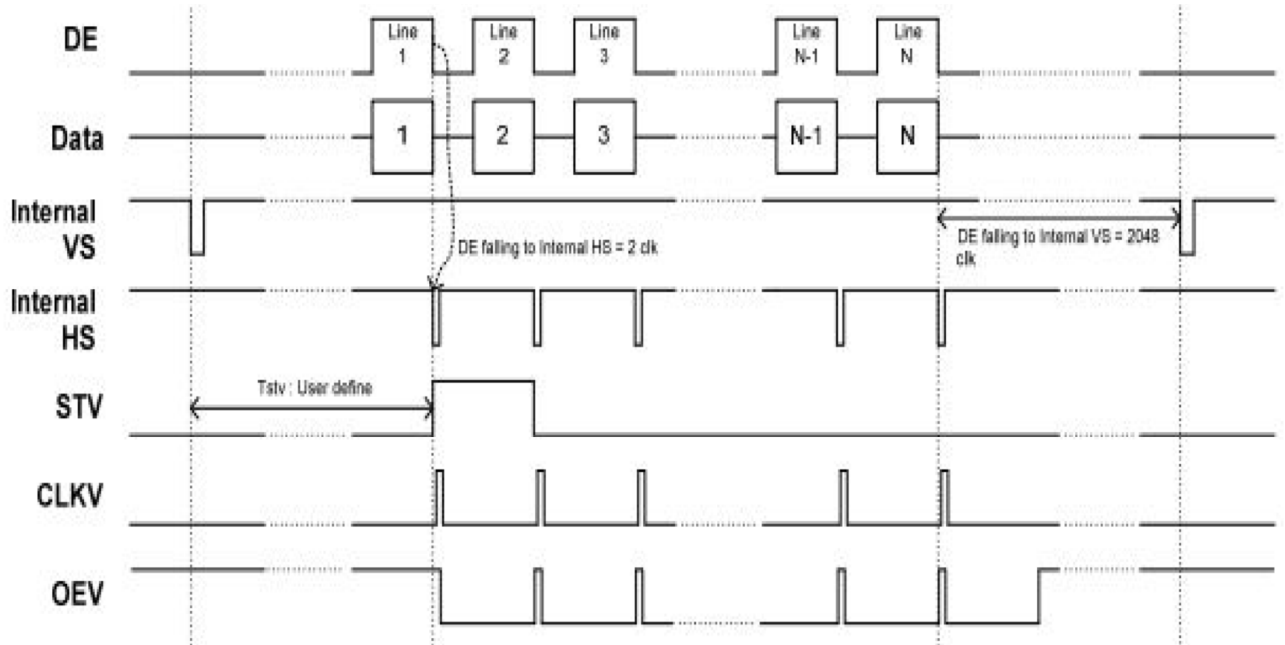 DE
Line
1
Line
2
Line
3
Line
N-1
Line
N
Data
1
2
3
N-1
N
Internal
VS
DE falling to Internal HS = 2 clk
DE falling to Internal VS = 2048
clk
Internal
HS
Tstv : User define
STV
CLKV
OEV